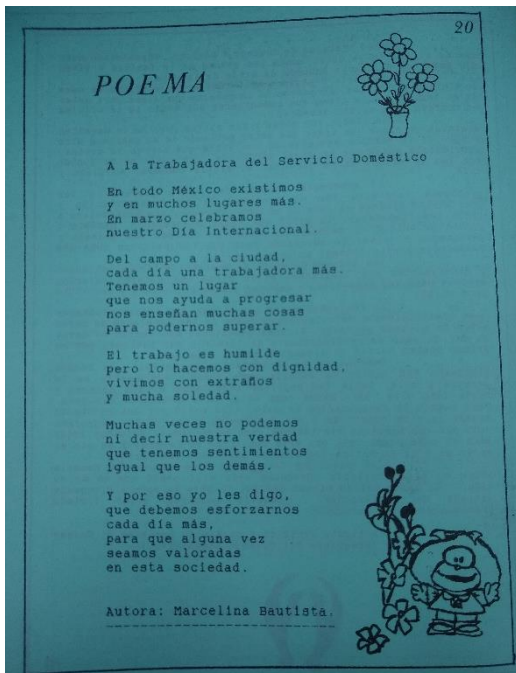 20
POEMA
A la Trabajadora del Servicio Doméstico
En todo México existimos
y en muchos lugares más.
En marzo celebramos
nuestro Día Internacional.
Del campo a la ciudad,
cada día una trabajadora más.
Tenemos un lugar
que nos ayuda a progresar
nos enseñan muchas cosas
para podernos superar.
El trabajo es humilde
pero lo hacemos con dignidad,
vivimos con extraños
y mucha soledad.
Muchas veces no podemos
ni decir nuestra verdad
que tenemos sentimientos
igual que los demás.
Y por eso yo les digo,
que debemos esforzarnos
cada día más,
para que alguna vez
seamos valoradas
en esta sociedad.
Autora: Marcelina Bautista.